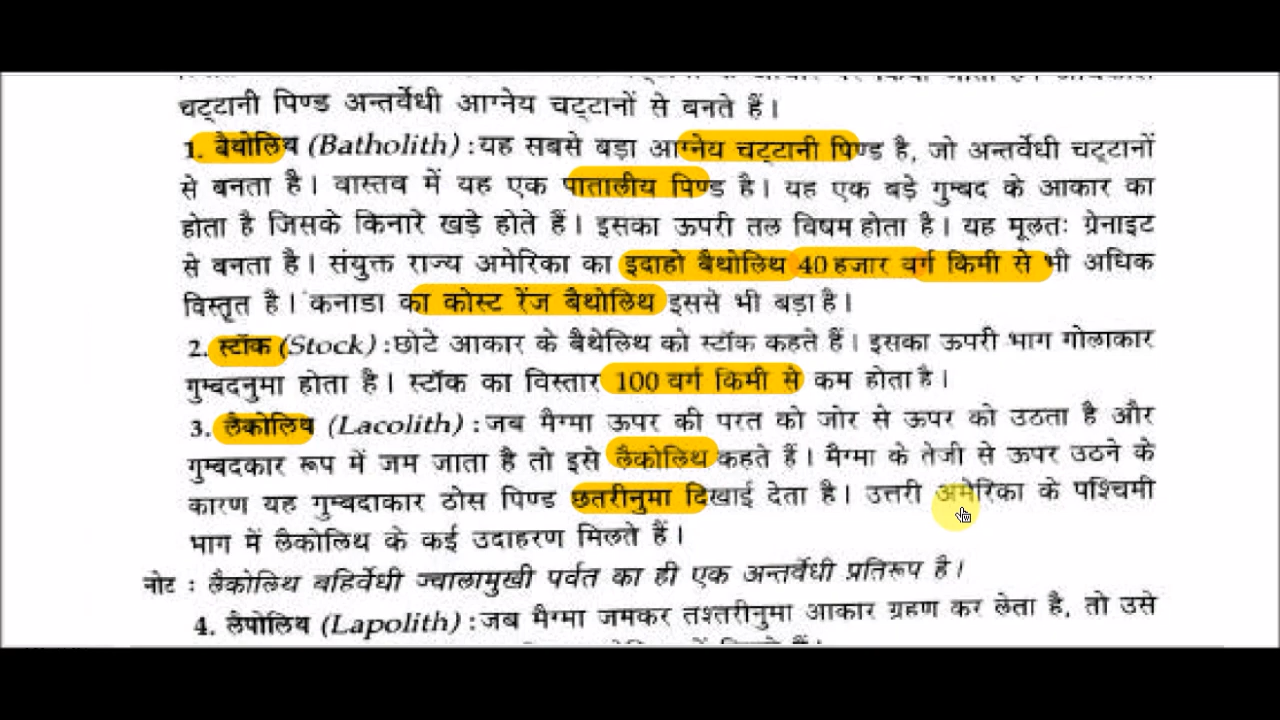 चट्टानी पिण्ड अन्तर्वेधी आग्नेय चट्टानों से बनते हैं।
1. बैथोलिथ (Batholith) : यह सबसे बड़ा आग्नेय चट्टानी पिण्ड है, जो अन्तर्वेधी चट्टानों
से बनता है। वास्तव में यह एक पातालीय पिण्ड है। यह एक बड़े गुम्बद के आकार का
होता है जिसके किनारे खड़े होते हैं। इसका ऊपरी तल विषम होता है। यह मूलतः ग्रेनाइट
से बनता है। संयुक्त राज्य अमेरिका का इदाहो बैथोलिथ 40 हजार वर्ग किमी से भी अधिक
विस्तृत है। कनाडा का कोस्ट रेंज बैथोलिथ इससे भी बड़ा है।
2. स्टॉक (Stock) : छोटे आकार के बैथेलिथ को स्टॉक कहते हैं। इसका ऊपरी भाग गोलाकार
गुम्बदनुमा होता है। स्टॉक का विस्तार 100 वर्ग किमी से कम होता है।
3. लैकोलिथ (Lacolith) : जब मैग्मा ऊपर की परत को जोर से ऊपर को उठता है और
गुम्बदकार रूप में जम जाता है तो इसे लैकोलिथ कहते हैं। मैग्मा के तेजी से ऊपर उठने के
कारण यह गुम्बदाकार ठोस पिण्ड छतरीनुमा दिखाई देता है। उत्तरी अमेरिका के पश्चिमी
भाग में लैकोलिथ के कई उदाहरण मिलते हैं।
नोट : लैकोलिथ बहिर्वेधी ज्वालामुखी पर्वत का ही एक अन्तर्वेधी प्रतिरूप है।
4. लैपोलिथ (Lapolith) : जब मैग्मा जमकर तश्तरीनुमा आकार ग्रहण कर लेता है, तो उसे